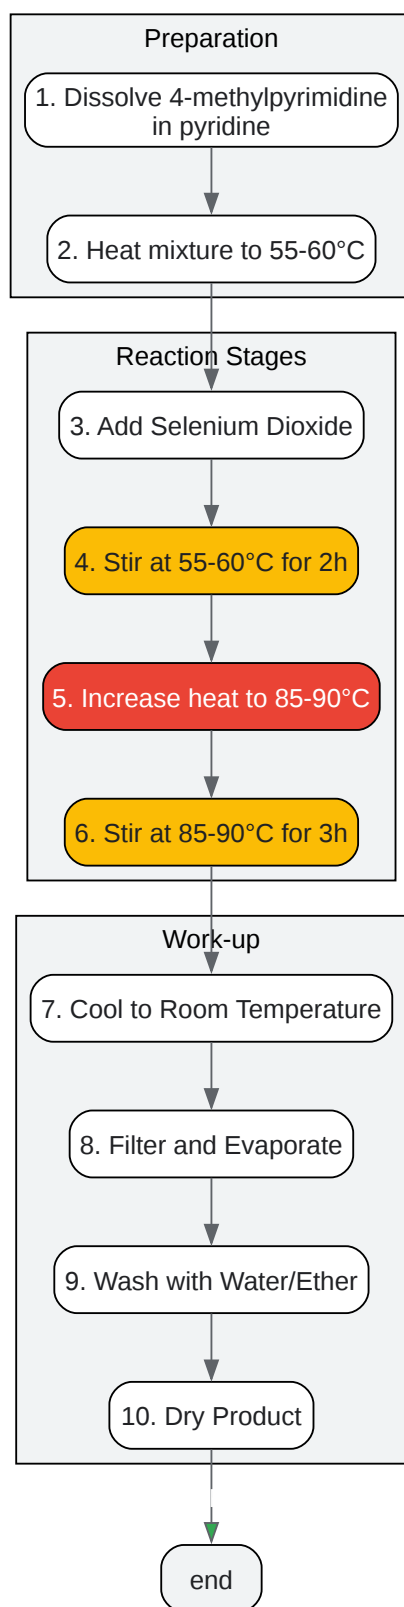 Preparation
1. Dissolve 4-methylpyrimidine
in pyridine
2. Heat mixture to 55-60°C
Reaction Stages
3. Add Selenium Dioxide
4. Stir at 55-60°C for 2h
5. Increase heat to 85-90°C
6. Stir at 85-90°C for 3h
Work-up
7. Cool to Room Temperature
8. Filter and Evaporate
9. Wash with Water/Ether
10. Dry Product
end